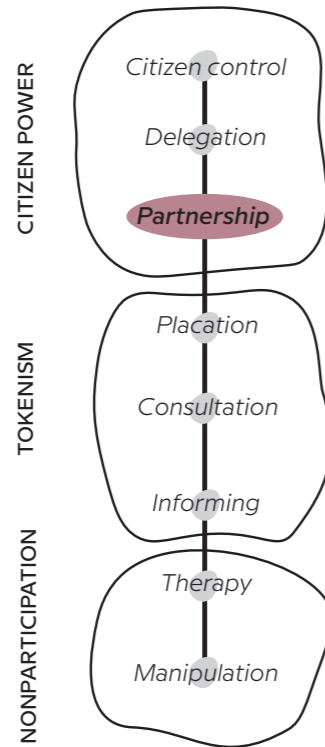 CITIZEN POWER
Citizen control
Delegation
Partnership
TOKENISM
Placation
Consultation
Informing
NONPARTICIPATION
Therapy
Manipulation